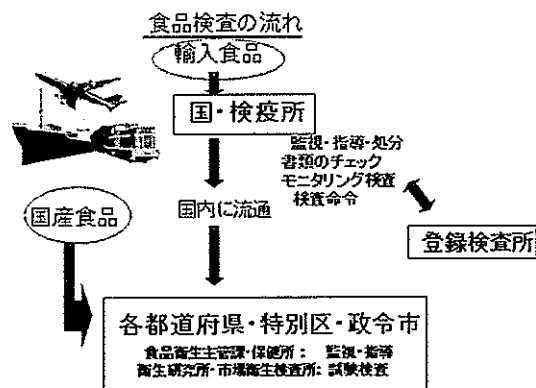 食品検査の流れ
輸入食品
国・検疫所
監視・指導・処分
書類のチェック
モニタリング検査
検査命令
国内に流通
国産食品
登録検査所
各都道府県・特別区・政令市
食品衛生主管課・保健所： 監視・指導
衛生研究所・市場衛生検査所： 試験検査